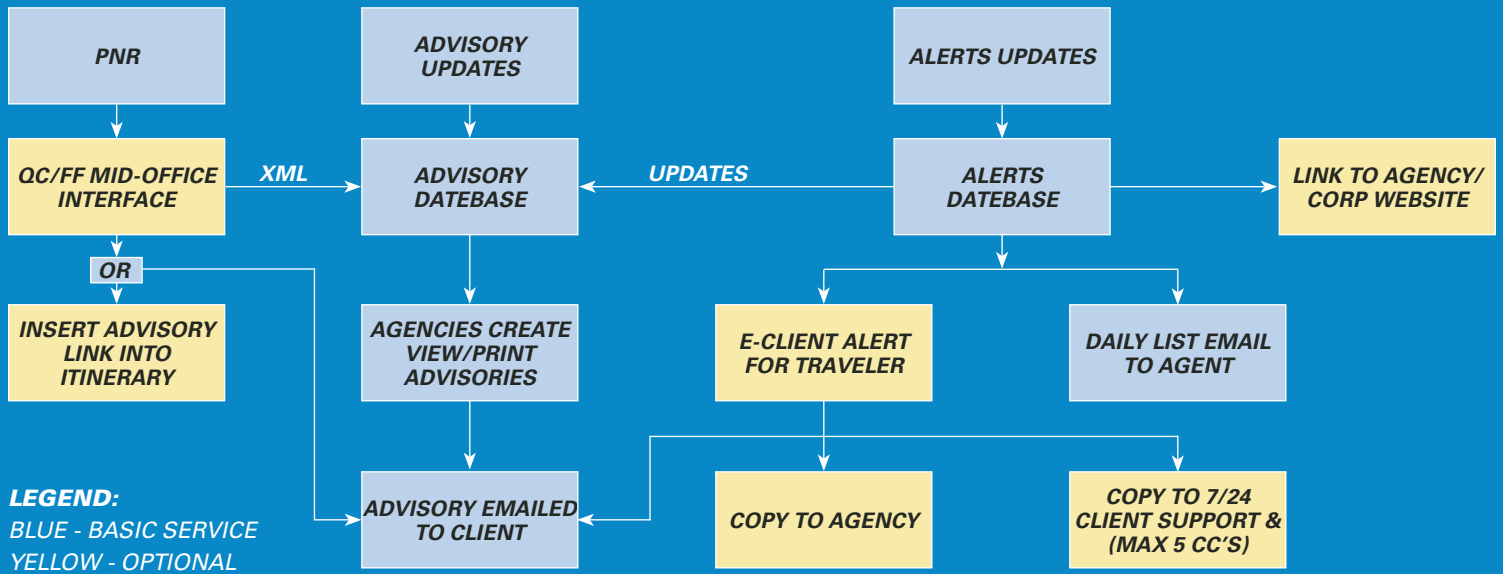 PNR
ADVISORY
UPDATES
ALERTS UPDATES
QC/FF MID-OFFICE
INTERFACE
XML
ADVISORY
DATEBASE
UPDATES
ALERTS
DATEBASE
LINK TO AGENCY/
CORP WEBSITE
OR
INSERT ADVISORY
LINK INTO
ITINERARY
AGENCIES CREATE
VIEW/PRINT
ADVISORIES
E-CLIENT ALERT
FOR TRAVELER
DAILY LIST EMAIL
TO AGENT
LEGEND:
BLUE - BASIC SERVICE
YELLOW - OPTIONAL
ADVISORY EMAILED
TO CLIENT
COPY TO AGENCY
COPY TO 7/24
CLIENT SUPPORT &
(MAX 5 CC'S)